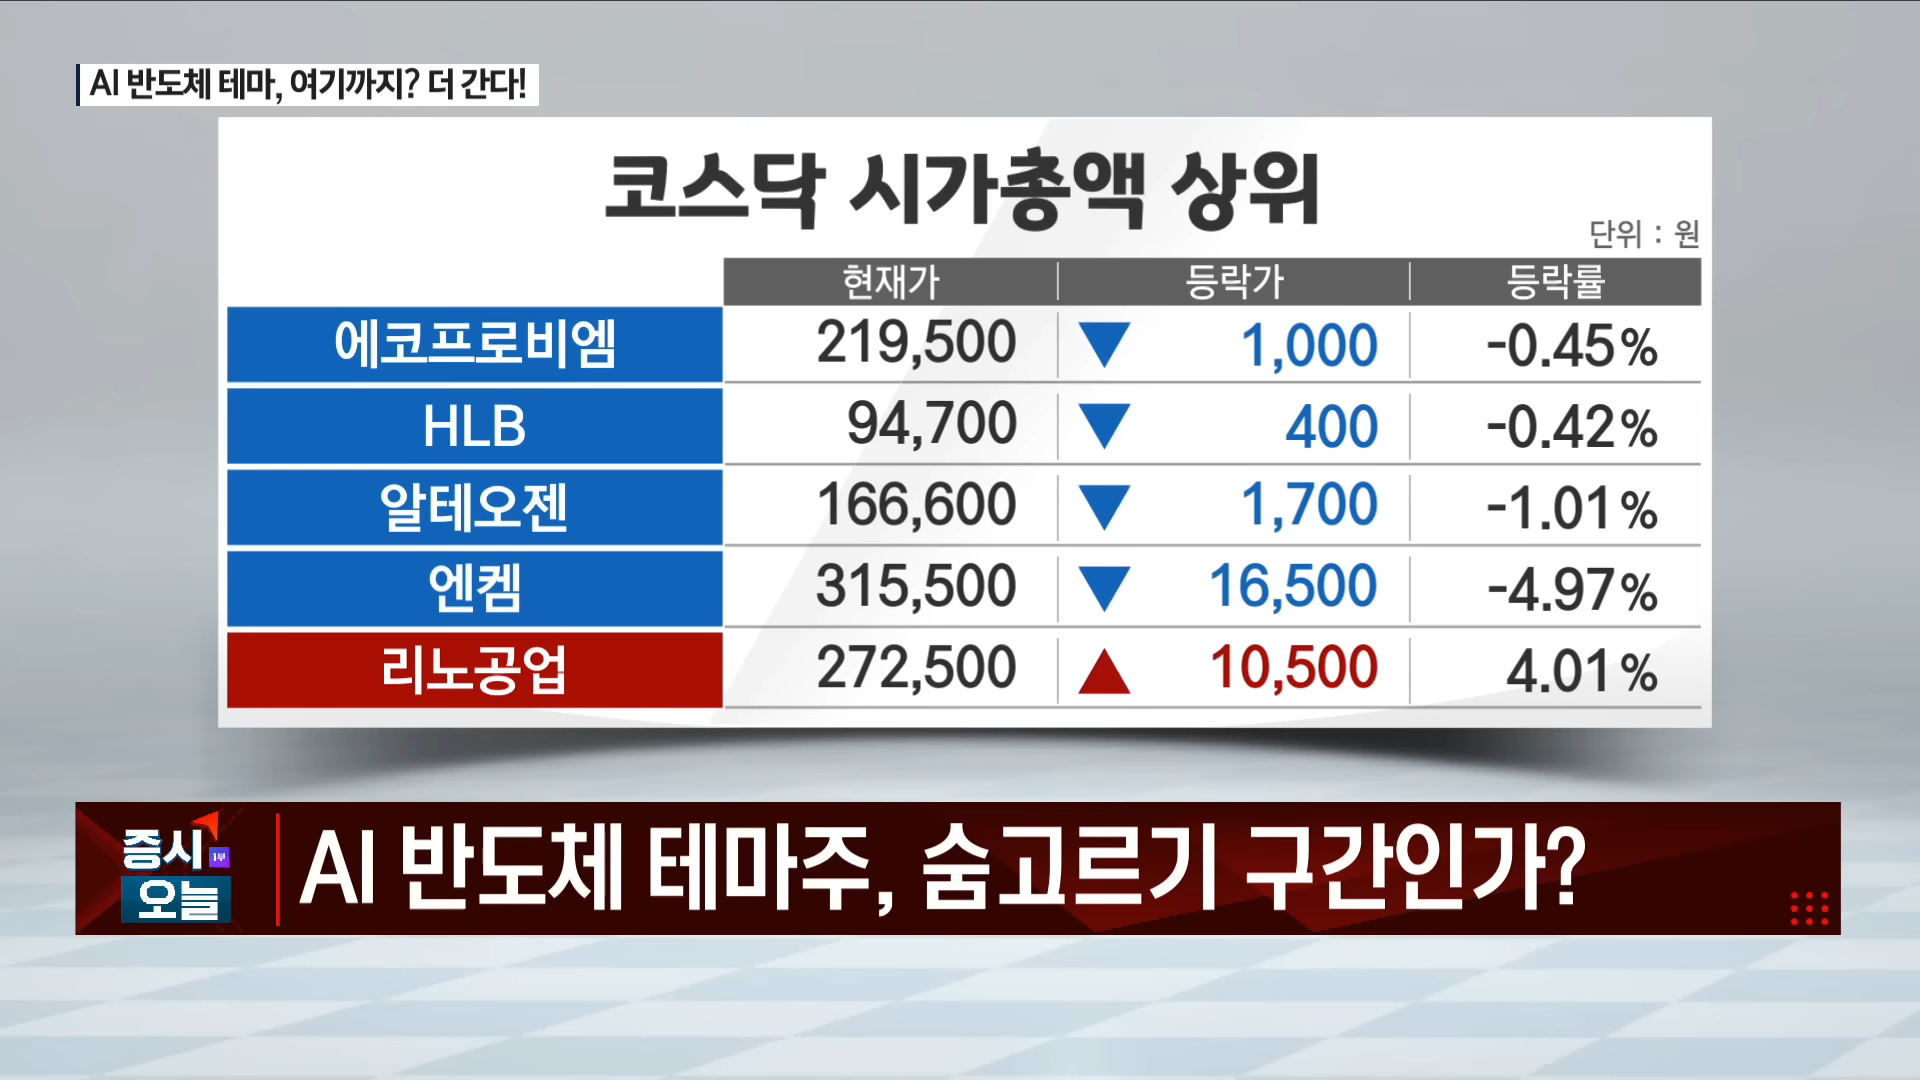 AI 반도체 테마, 여기까지? 더 간다!
코스닥 시가총액 상위
단위 : 원
현재가 등락가 등락률
에코프로비엠 219,500 ▼ 1,000 -0.45%
HLB 94,700 ▼ 400 -0.42%
알테오젠 166,600 ▼ 1,700 -1.01%
엔켐 315,500 ▼ 16,500 -4.97%
리노공업 272,500 ▲ 10,500 4.01%
증시 1부
오늘
AI 반도체 테마주, 숨고르기 구간인가?